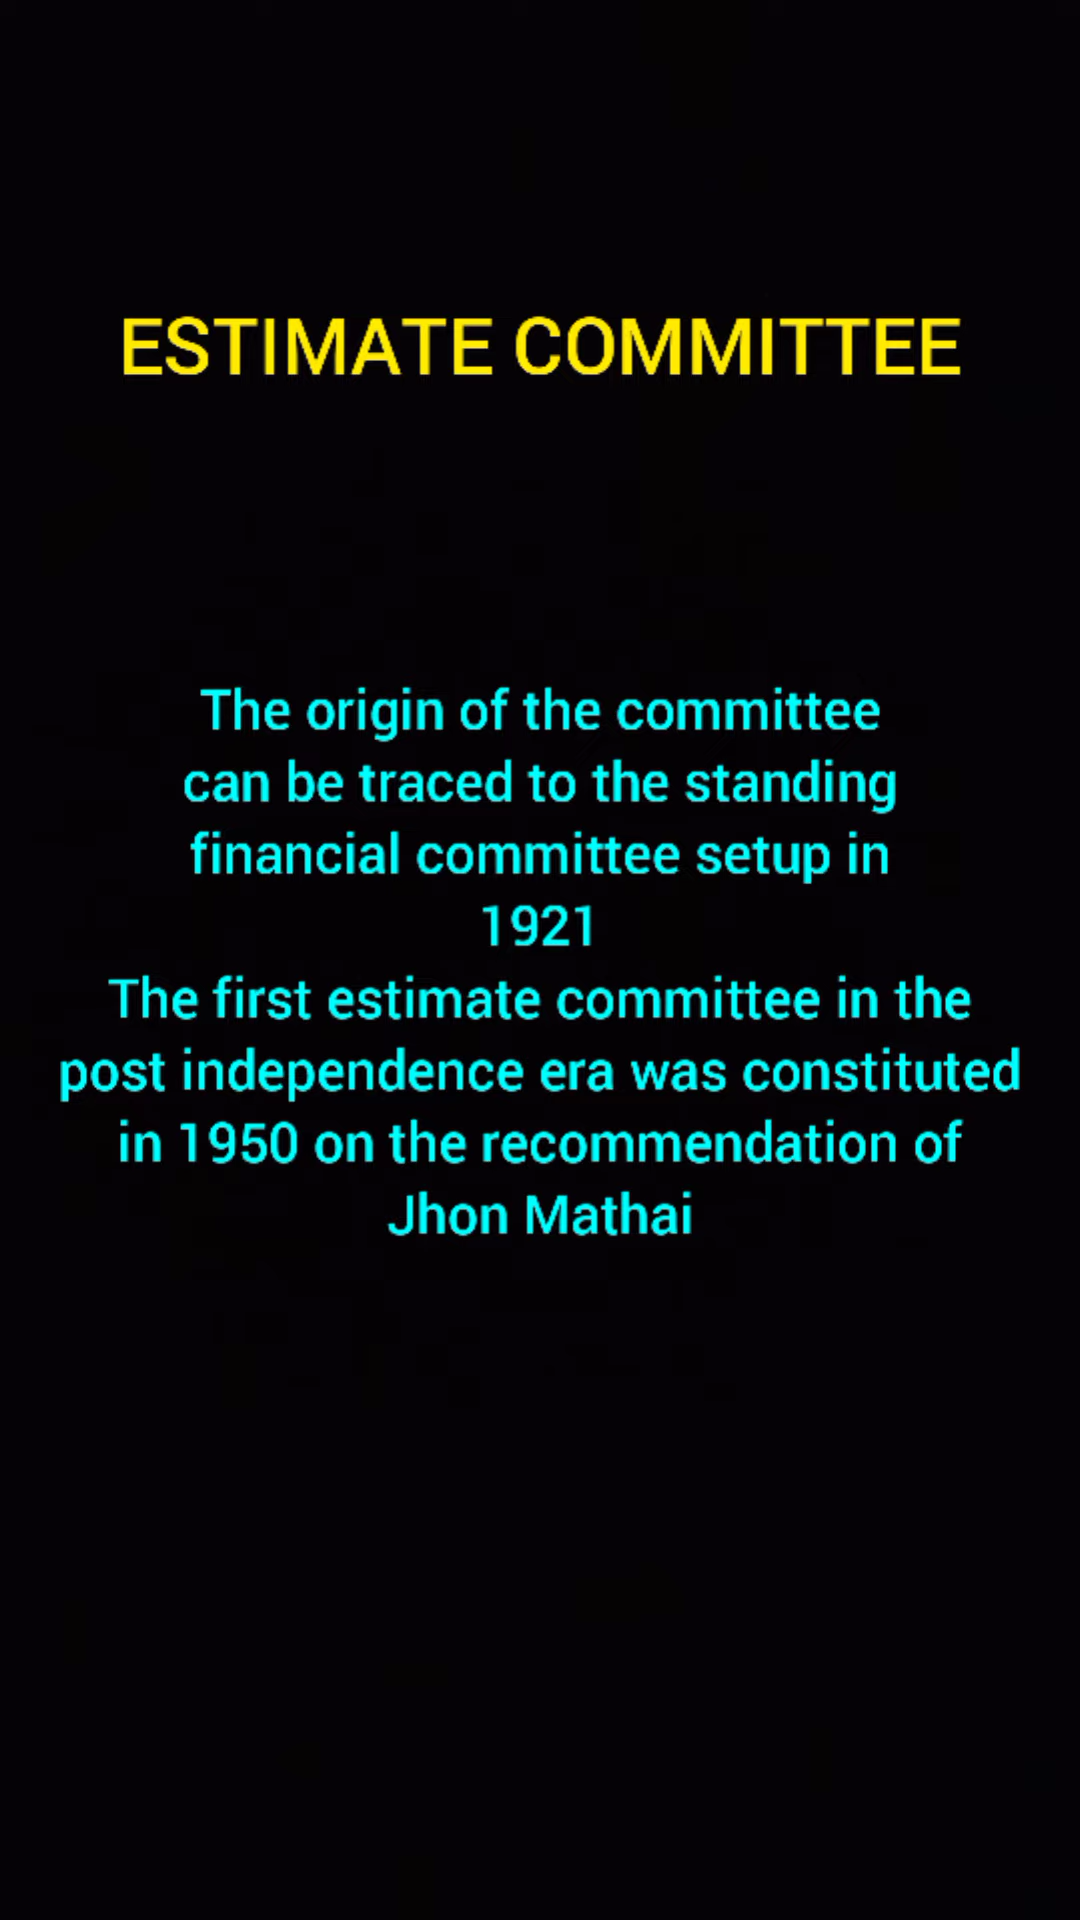 ESTIMATE COMMITTEE
The origin of the committee
can be traced to the standing
financial committee setup in
1921
The first estimate committee in the
post independence era was constituted
in 1950 on the recommendation of
Jhon Mathai